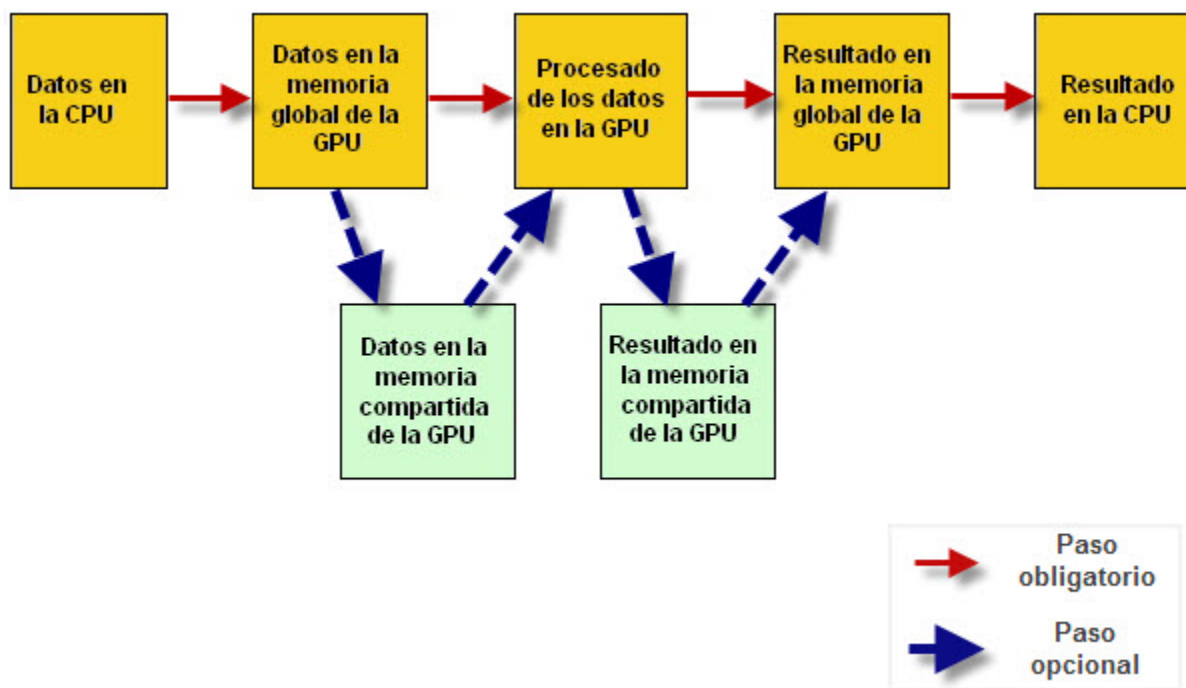 Datos en
la CPU
Datos en la
memoria
global de la
GPU
Procesado
de los datos
en la GPU
Resultado en
la memoria
global de la
GPU
Resultado
en la CPU
Datos en la
memoria
compartida
de la GPU
Resultado en
la memoria
compartida
de la GPU
Paso
obligatorio
Paso
opcional